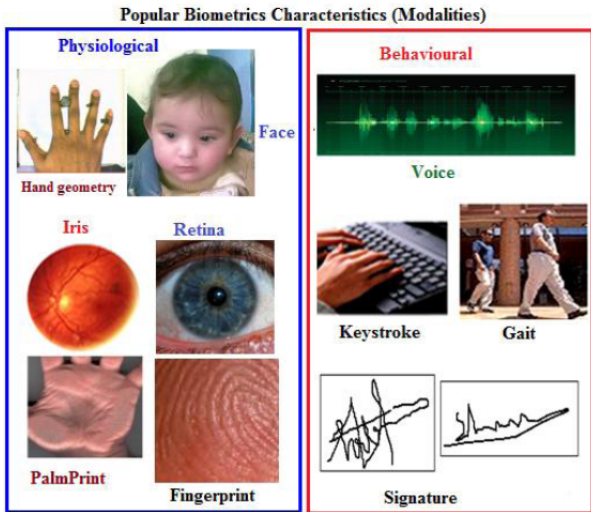 Popular Biometrics Characteristics (Modalities)
Physiological
Face
Hand geometry
Iris
Retina
PalmPrint
Fingerprint
Behavioural
Voice
Keystroke
Gait
Signature